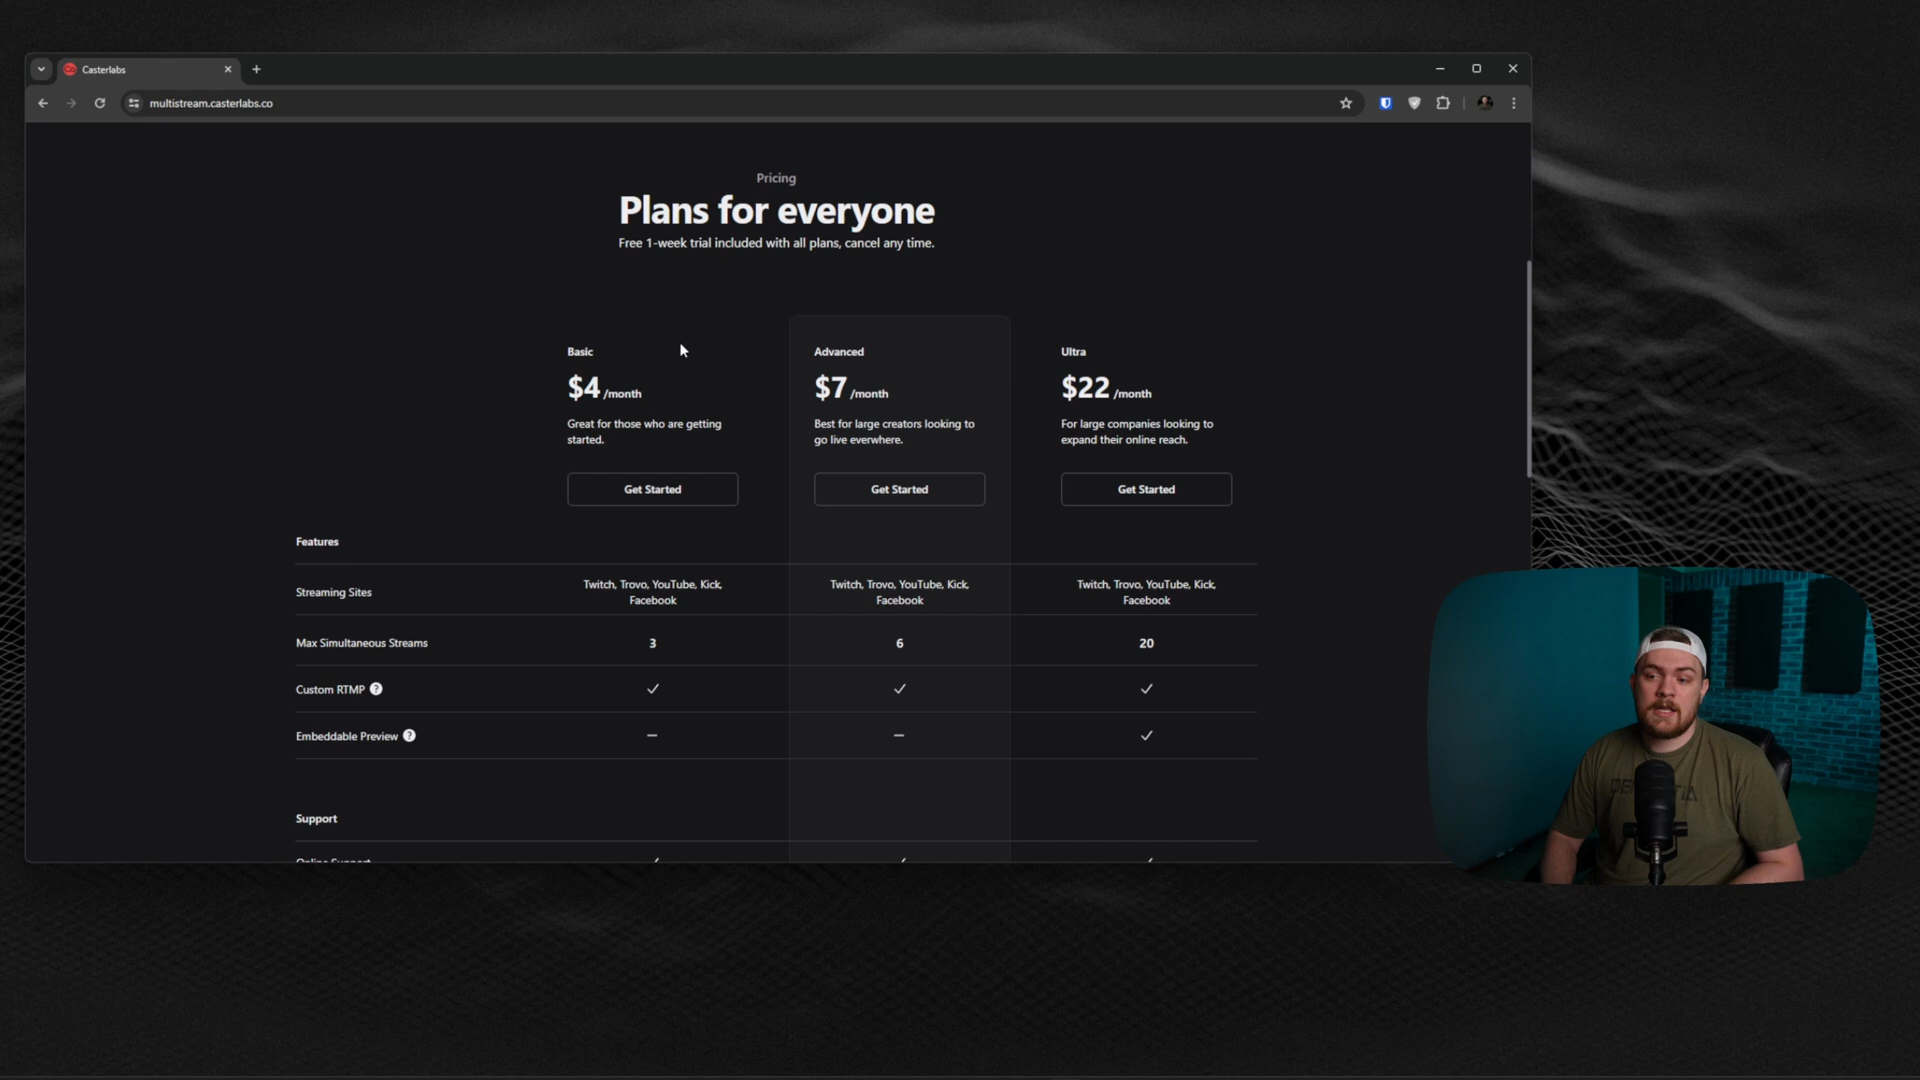 Casterlabs
multistream.casterlabs.co
Pricing
Plans for everyone
Free 1-week trial included with all plans, cancel any time.
Basic
$4 /month
Great for those who are getting
started.
Get Started
Advanced
$7 /month
Best for large creators looking to
go live everwhere.
Get Started
Ultra
$22 /month
For large companies looking to
expand their online reach.
Get Started
Features
Streaming Sites
Twitch, Trovo, YouTube, Kick,
Facebook
Twitch, Trovo, YouTube, Kick,
Facebook
Twitch, Trovo, YouTube, Kick,
Facebook
Max Simultaneous Streams 3 6 20
Custom RTMP ?
Embeddable Preview ?
Support
Online Support